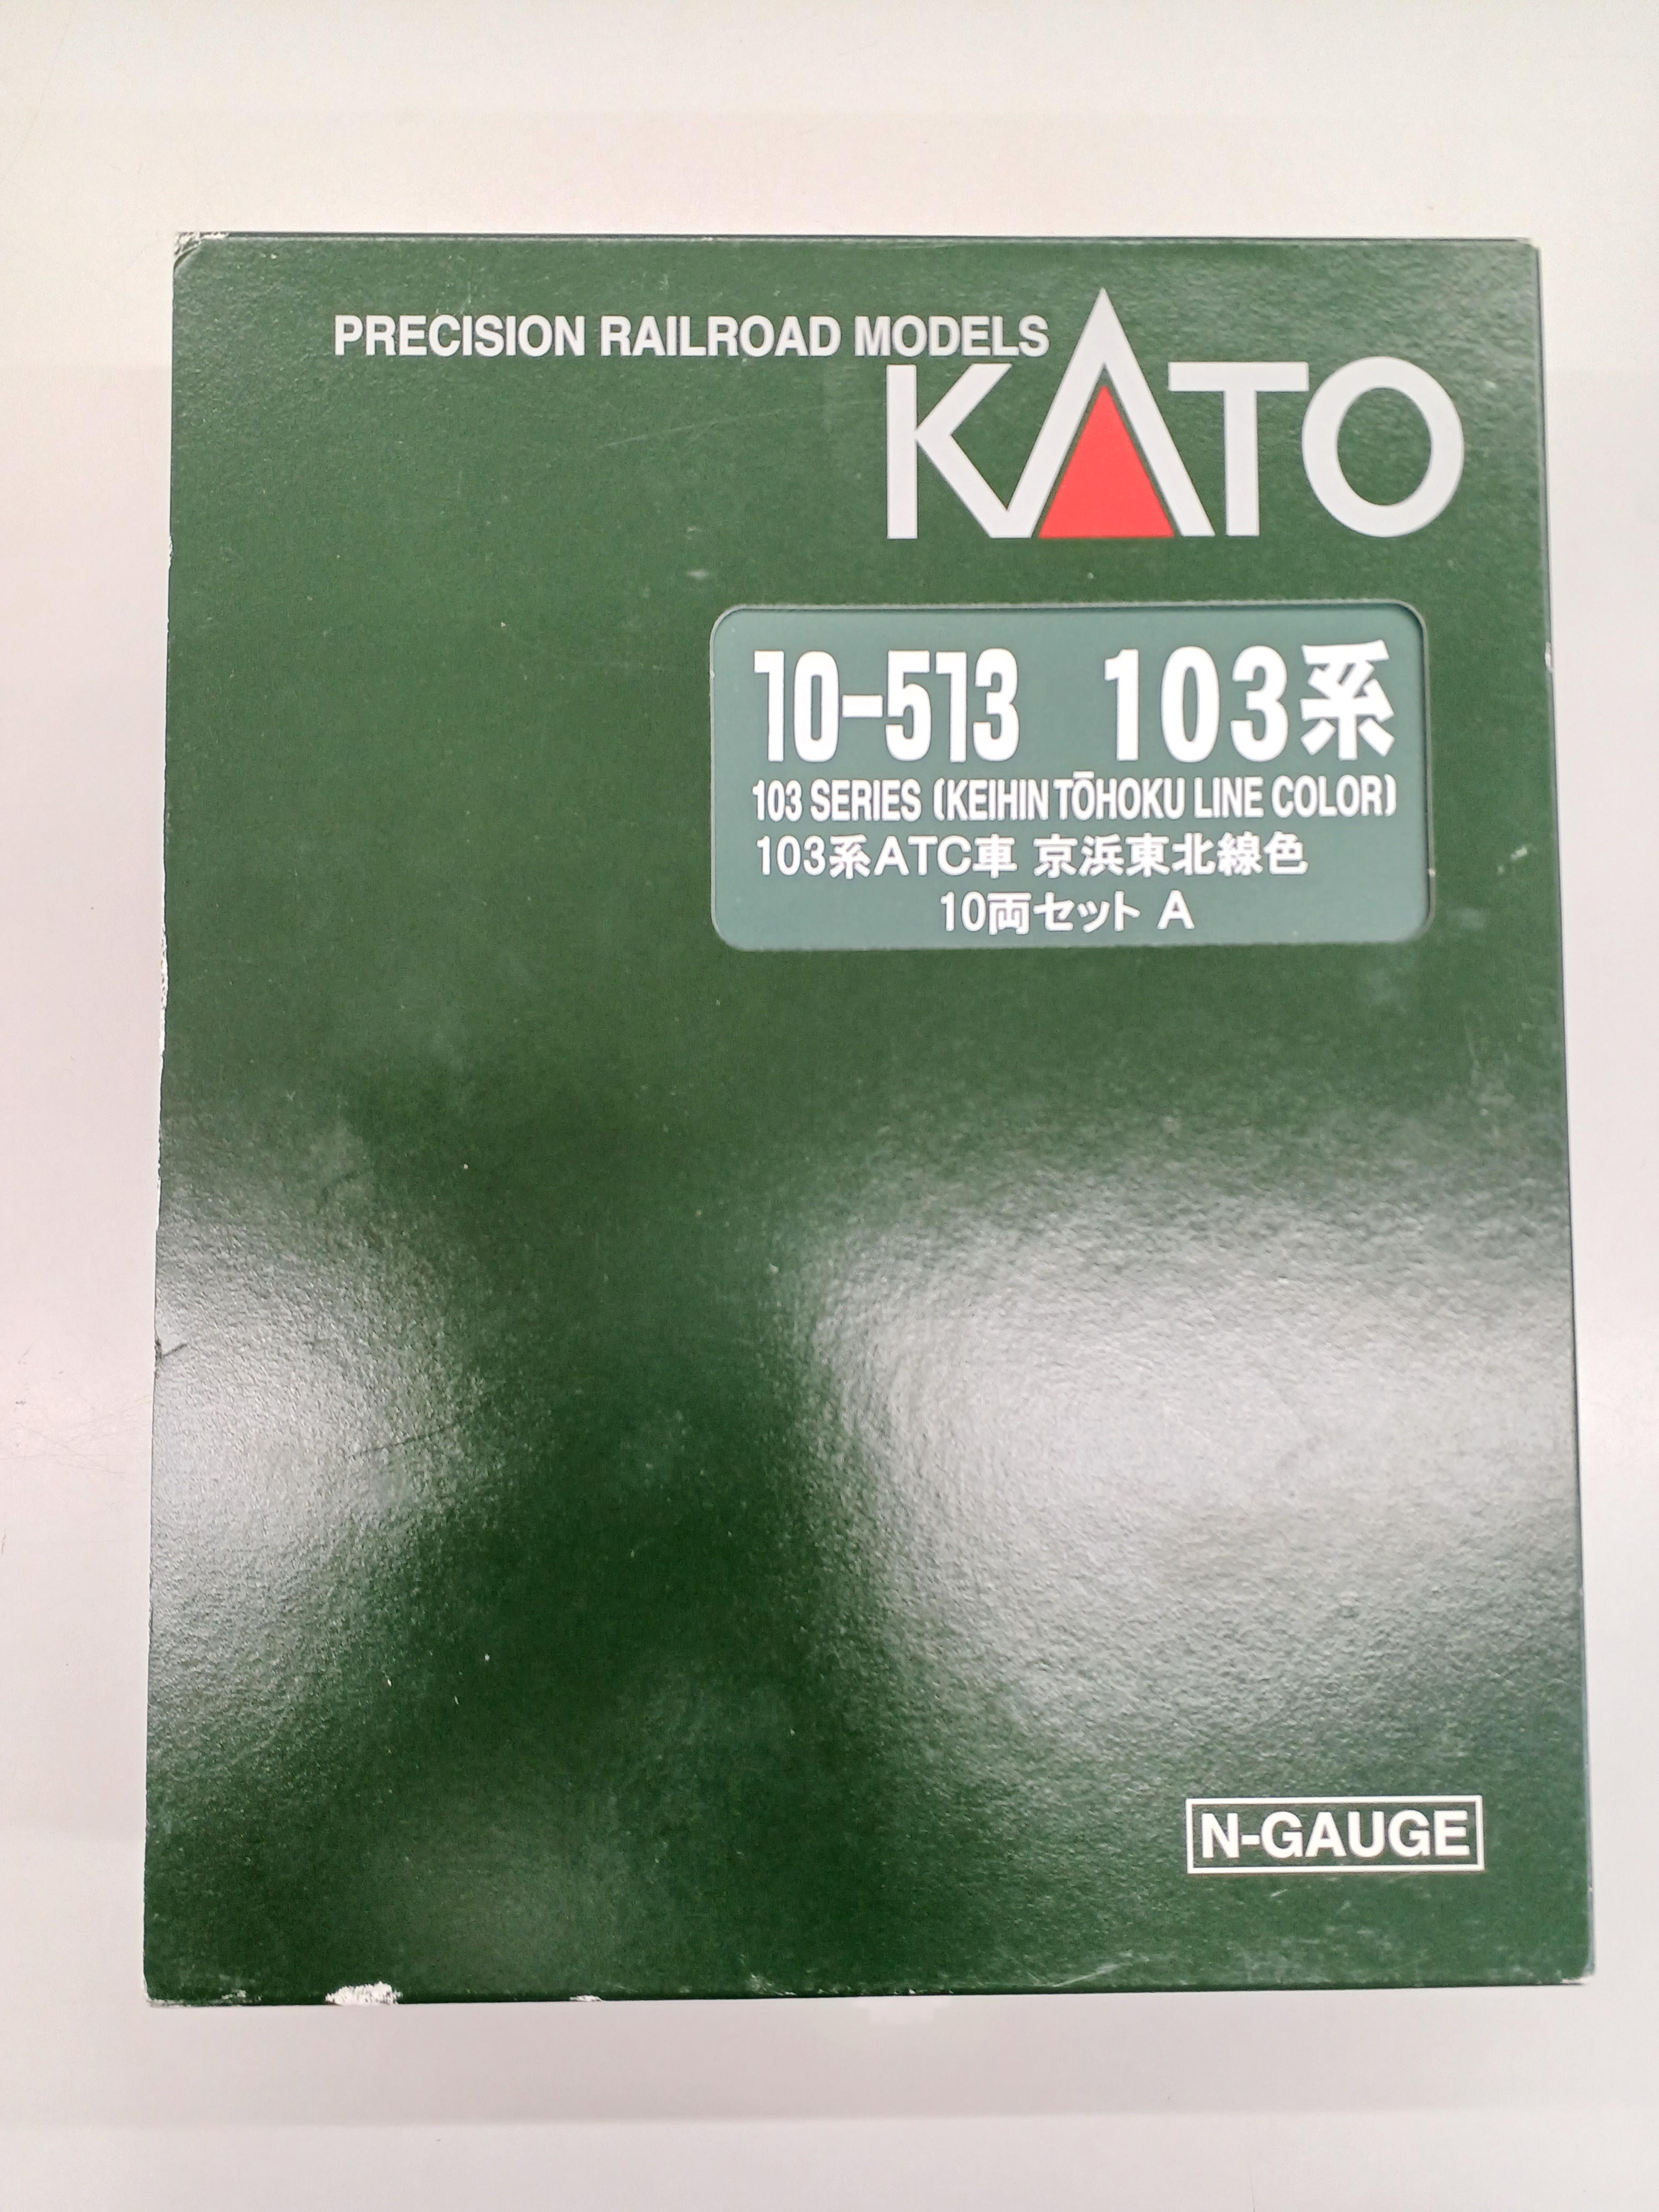 PRECISION RAILROAD MODELS
KATO
10-513 103系
103 SERIES (KEIHIN TŌHOKU LINE COLOR)
103系ATC車 京浜東北線色
10両セット A
N-GAUGE